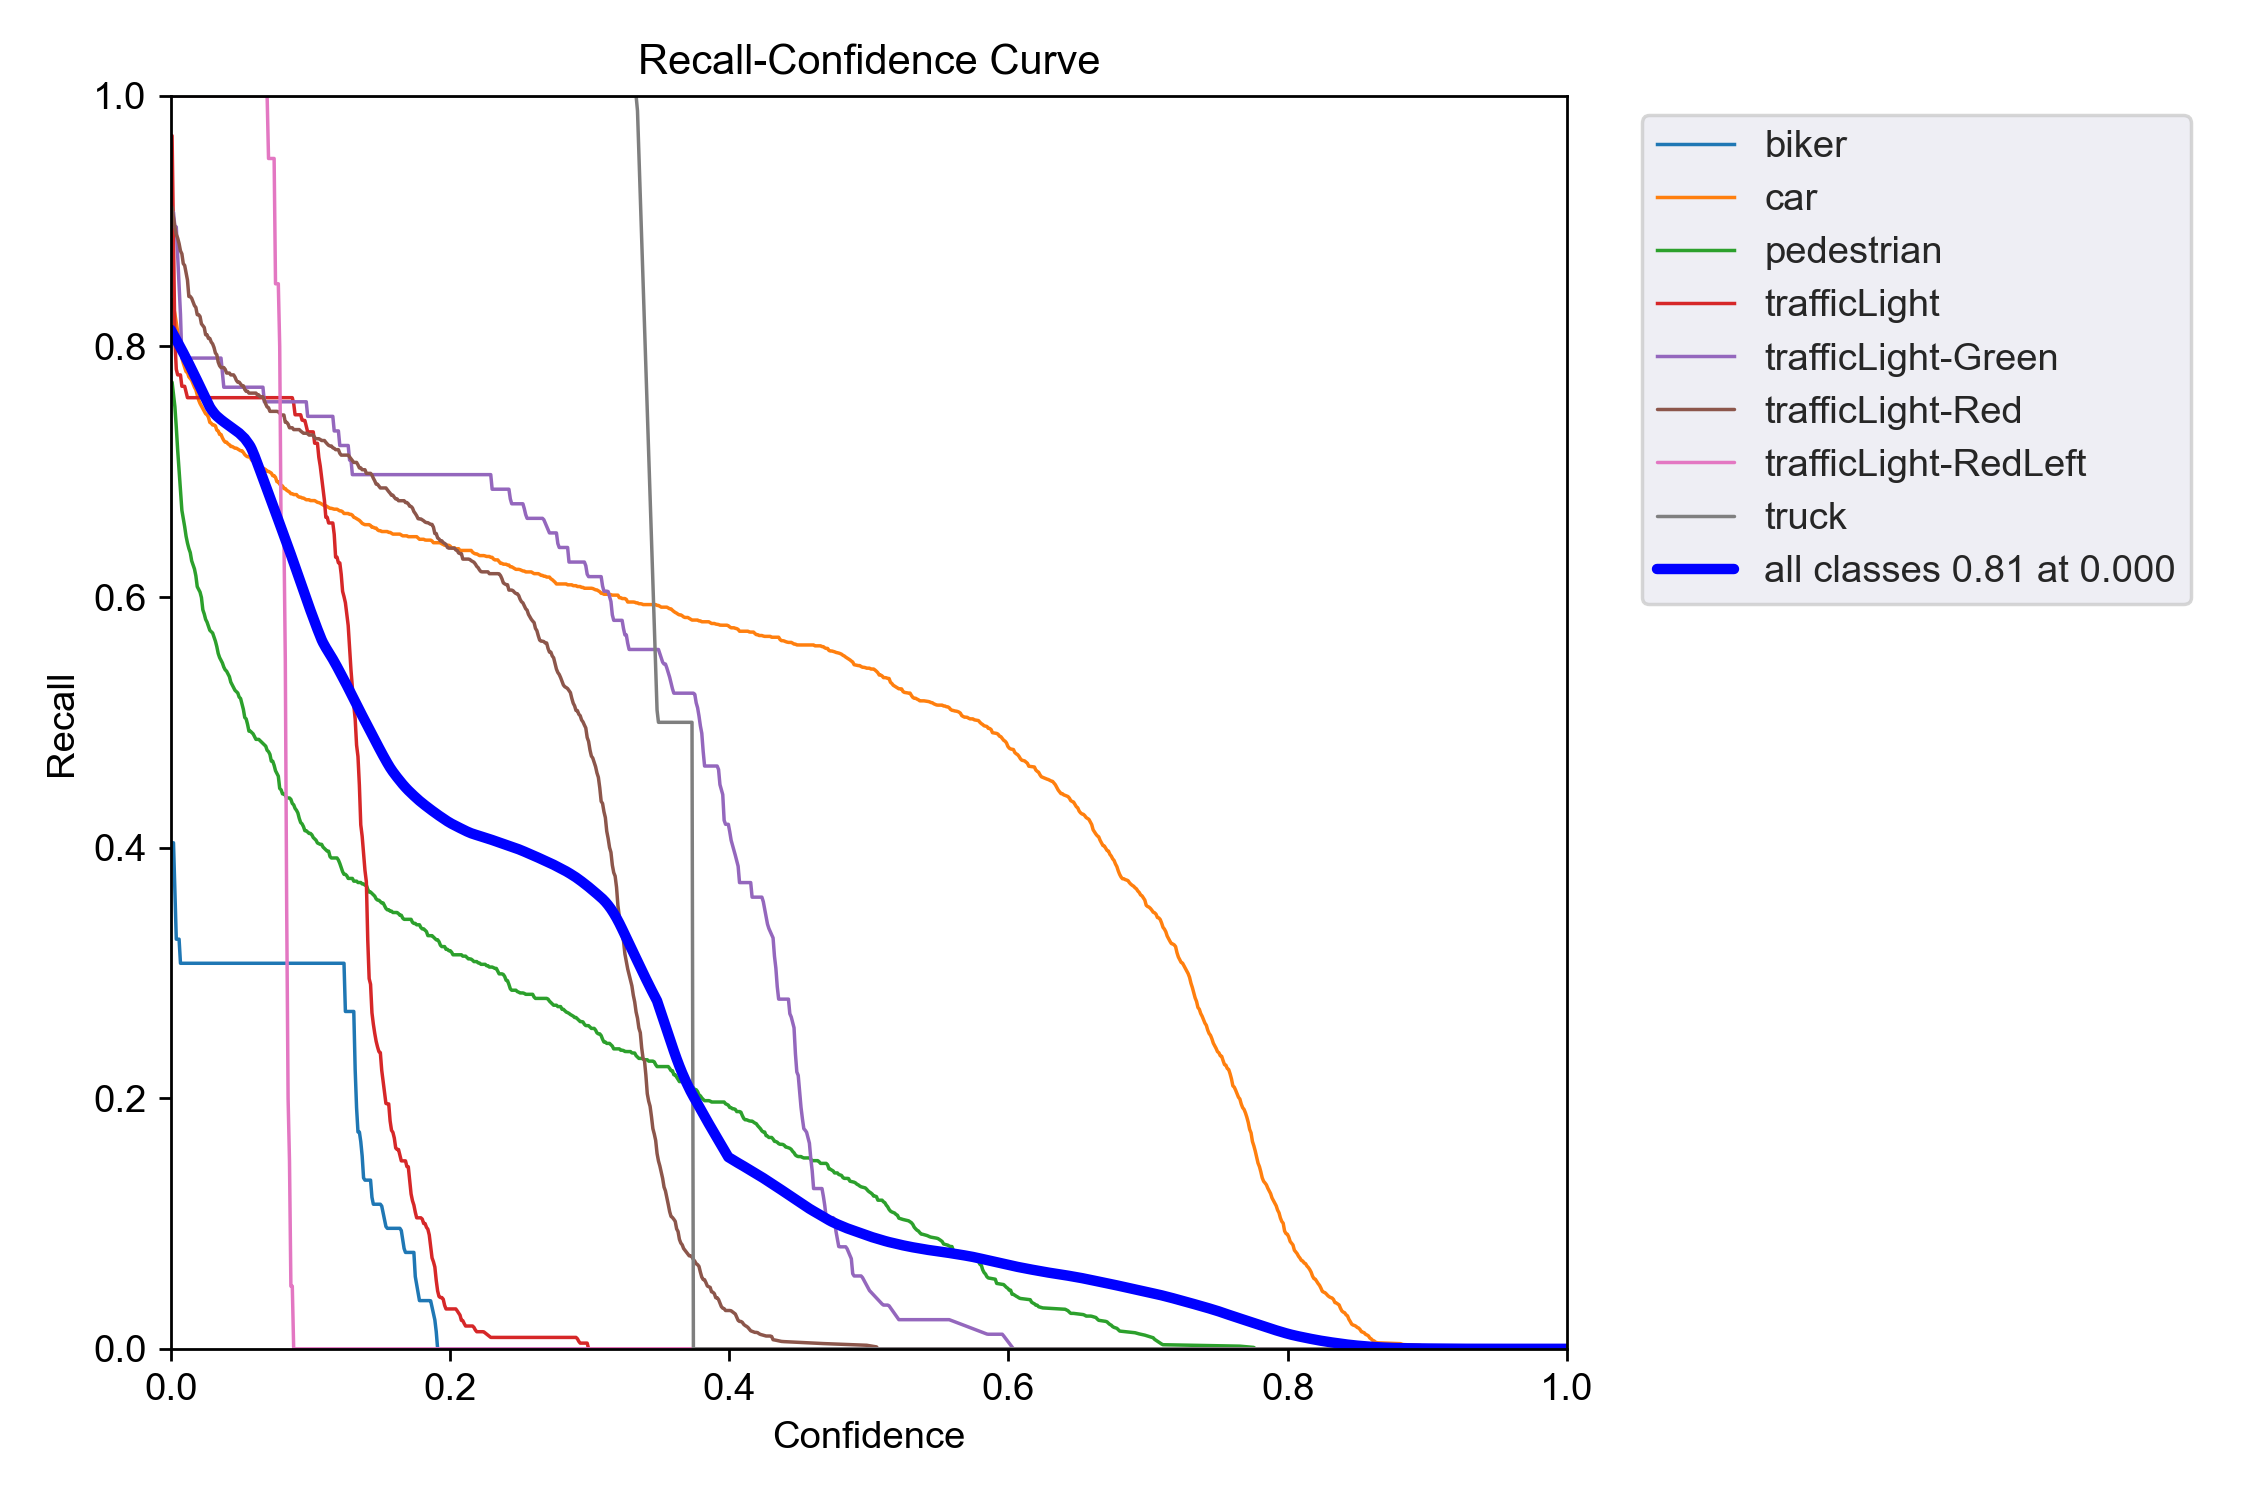 Recall-Confidence Curve
1.0
0.8
0.6
0.4
0.2
0.0
Recall
0.0 0.2 0.4 0.6 0.8 1.0
Confidence
biker
car
pedestrian
trafficLight
trafficLight-Green
trafficLight-Red
trafficLight-RedLeft
truck
all classes 0.81 at 0.000